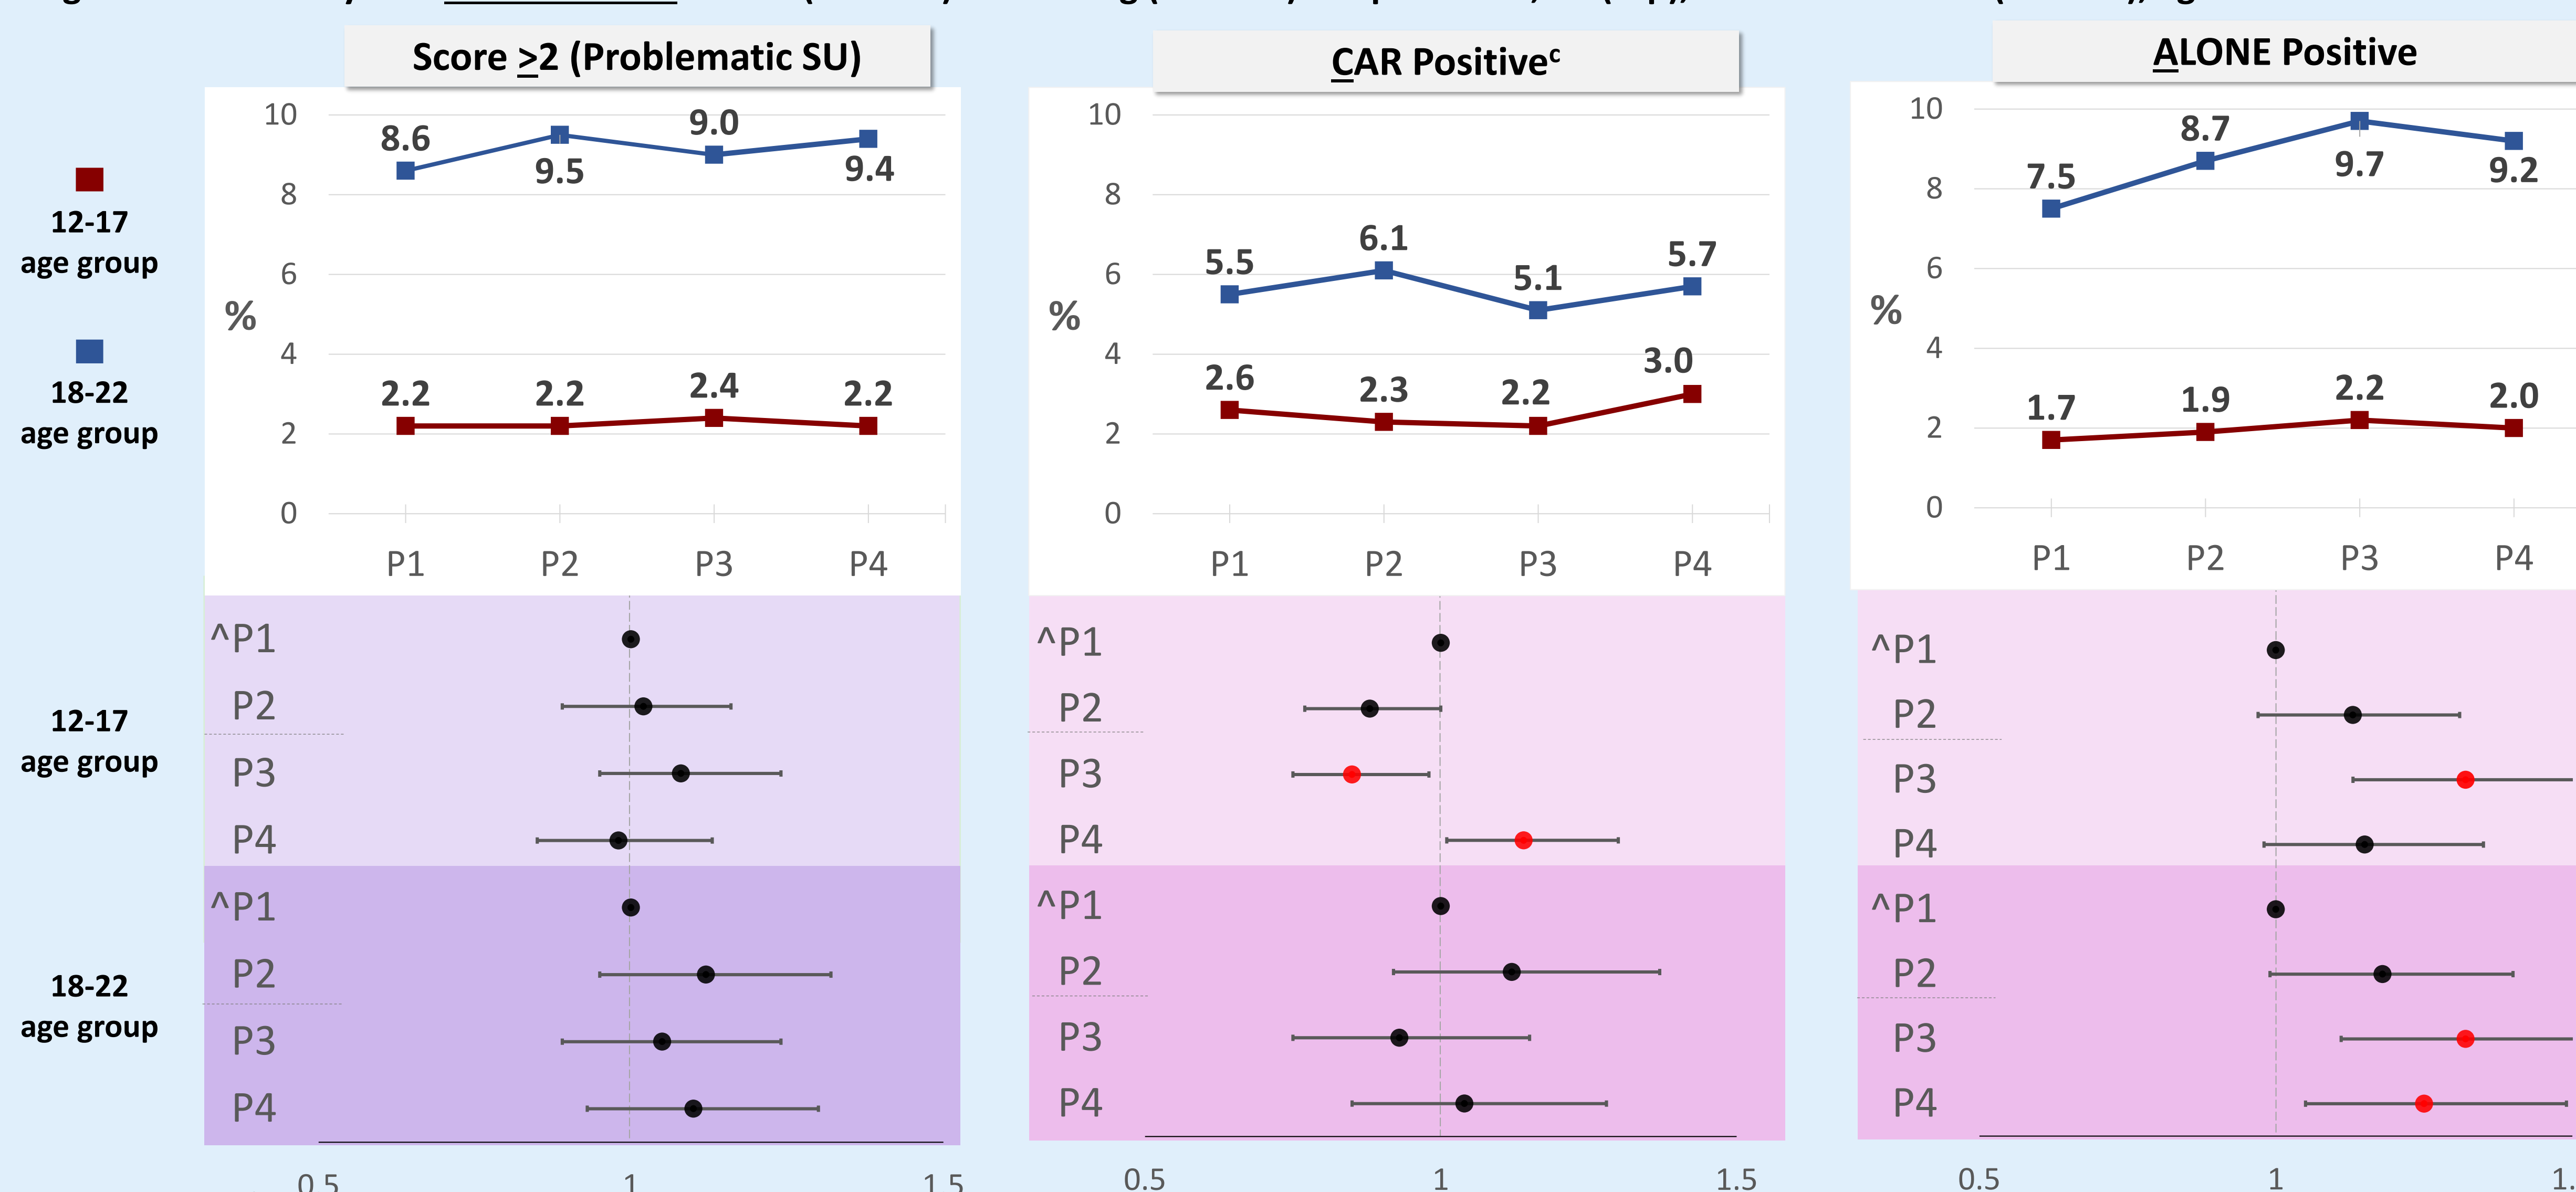 Score ≥2 (Problematic SU)
CAR Positiveᶜ
ALONE Positive
12-17
age group
18-22
age group
10
8
6
4
2
0
%
8.6
9.5
9.0
9.4
2.2
2.2
2.4
2.2
P1
P2
P3
P4
10
8
6
4
2
0
%
5.5
6.1
5.1
5.7
2.6
2.3
2.2
3.0
P1
P2
P3
P4
10
8
6
4
2
0
%
7.5
8.7
9.7
9.2
1.7
1.9
2.2
2.0
P1
P2
P3
P4
12-17
age group
^P1
P2
P3
P4
^P1
P2
P3
P4
^P1
P2
P3
P4
18-22
age group
^P1
P2
P3
P4
^P1
P2
P3
P4
^P1
P2
P3
P4
0.5 1 1.5
0.5 1 1.5
0.5 1